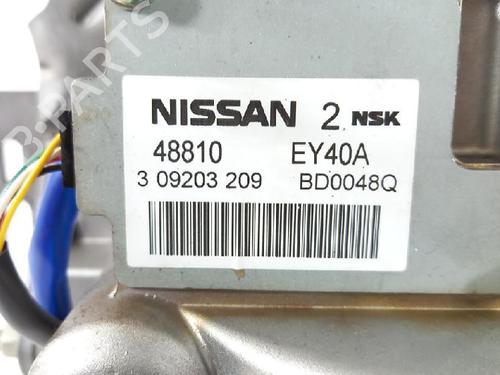 B-PARTS
NISSAN 2 NSK
48810 EY40A
3 09203 209 BD0048Q